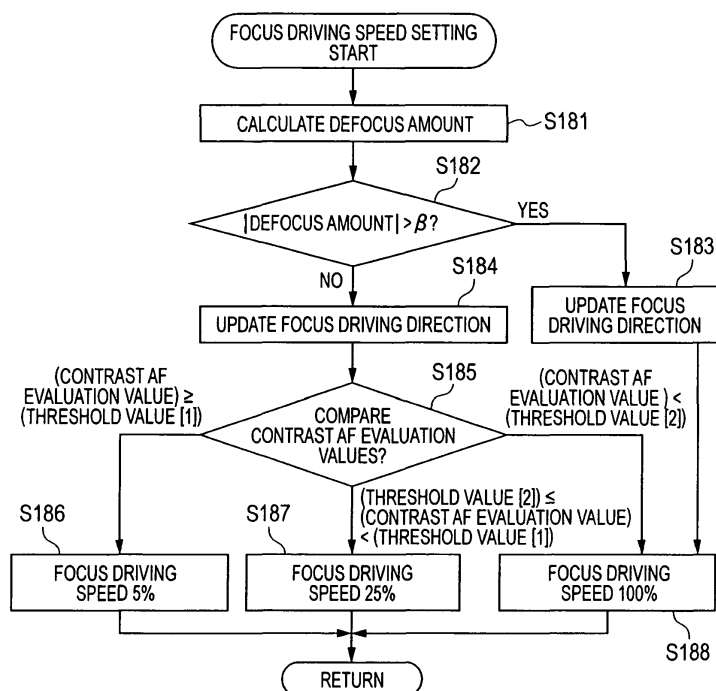 FOCUS DRIVING SPEED SETTING
START
CALCULATE DEFOCUS AMOUNT
S181
S182
|DEFOCUS AMOUNT| > β?
YES
NO
S183
UPDATE FOCUS
DRIVING DIRECTION
S184
UPDATE FOCUS DRIVING DIRECTION
(CONTRAST AF
EVALUATION VALUE) ≥
(THRESHOLD VALUE [1])
S185
COMPARE
CONTRAST AF EVALUATION
VALUES?
(CONTRAST AF
EVALUATION VALUE ) <
(THRESHOLD VALUE [2])
(THRESHOLD VALUE [2]) ≤
(CONTRAST AF EVALUATION VALUE)
< (THRESHOLD VALUE [1])
S186
FOCUS DRIVING
SPEED 5%
S187
FOCUS DRIVING
SPEED 25%
FOCUS DRIVING
SPEED 100%
S188
RETURN